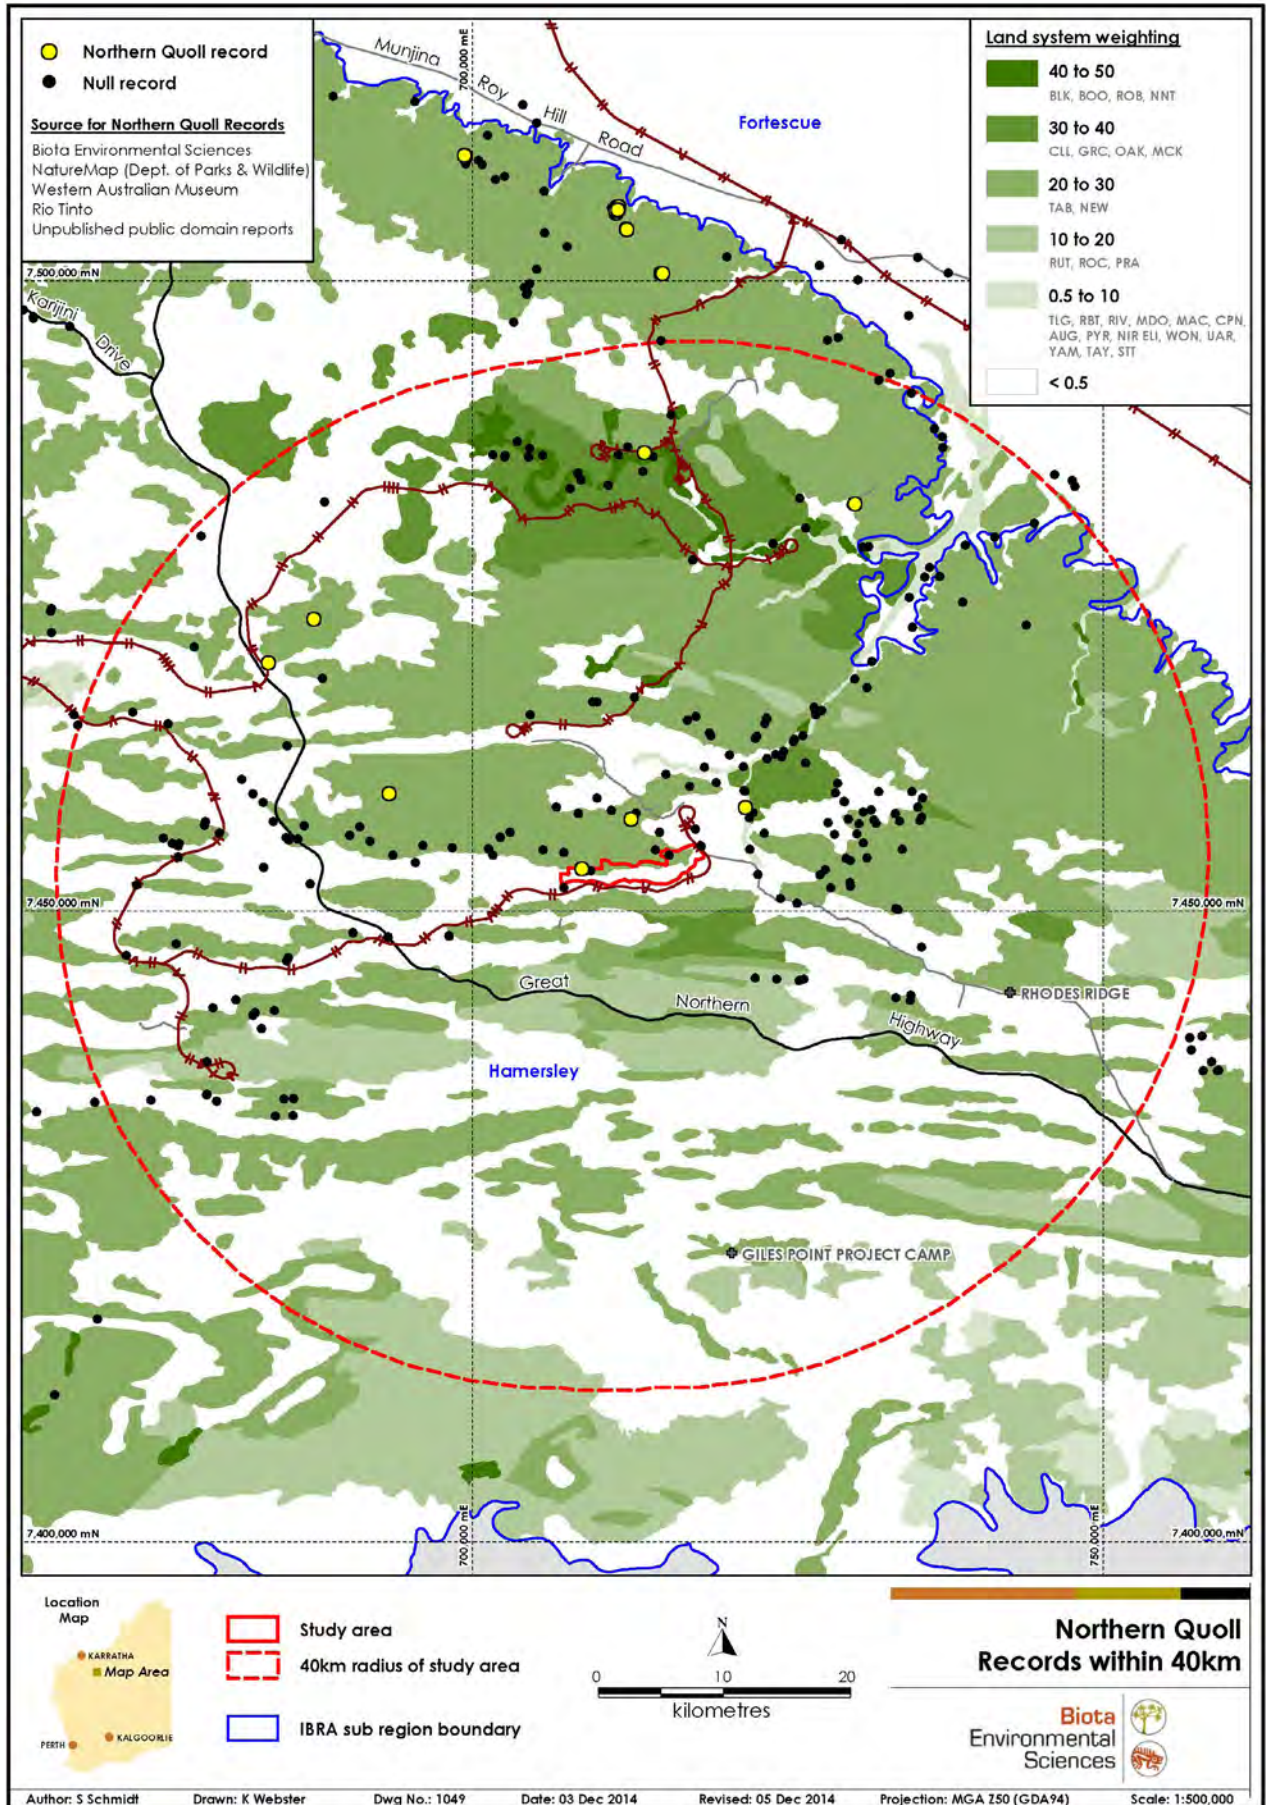 Northern Quoll record
Null record
Source for Northern Quoll Records
Biota Environmental Sciences
NatureMap (Dept. of Parks & Wildlife)
Western Australian Museum
Rio Tinto
Unpublished public domain reports
Land system weighting
40 to 50
BLK, BOO, ROB, NNT
30 to 40
CLL, GRC, OAK, MCK
20 to 30
TAB, NEW
10 to 20
RUT, ROC, PRA
0.5 to 10
TLG, RBT, RIV, MDO, MAC, CPN,
AUG, PYR, NIR ELI, WON, UAR,
YAM, TAY, STT
< 0.5
700,000 mE
Munjina Roy Hill Road
Fortescue
7,500,000 mN
Karijini Drive
7,450,000 mN
7,450,000 mN
Great Northern Highway
RHODES RIDGE
Hamersley
GILES POINT PROJECT CAMP
7,400,000 mN
700,000 mE
750,000 mE
7,400,000 mN
Location
Map
KARRATHA
Map Area
KALGOORLIE
PERTH
Study area
40km radius of study area
IBRA sub region boundary
N
0 10 20
kilometres
Northern Quoll
Records within 40km
Biota
Environmental
Sciences
Author: S Schmidt Drawn: K Webster Dwg No.: 1049 Date: 03 Dec 2014 Revised: 05 Dec 2014 Projection: MGA Z50 (GDA94) Scale: 1:500,000